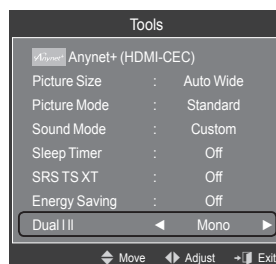 Tools
Anynet+ Anynet+ (HDMI-CEC)
Picture Size : Auto Wide
Picture Mode : Standard
Sound Mode : Custom
Sleep Timer : Off
SRS TS XT : Off
Energy Saving : Off
Dual I II ◄ Mono ►
Move Adjust Exit